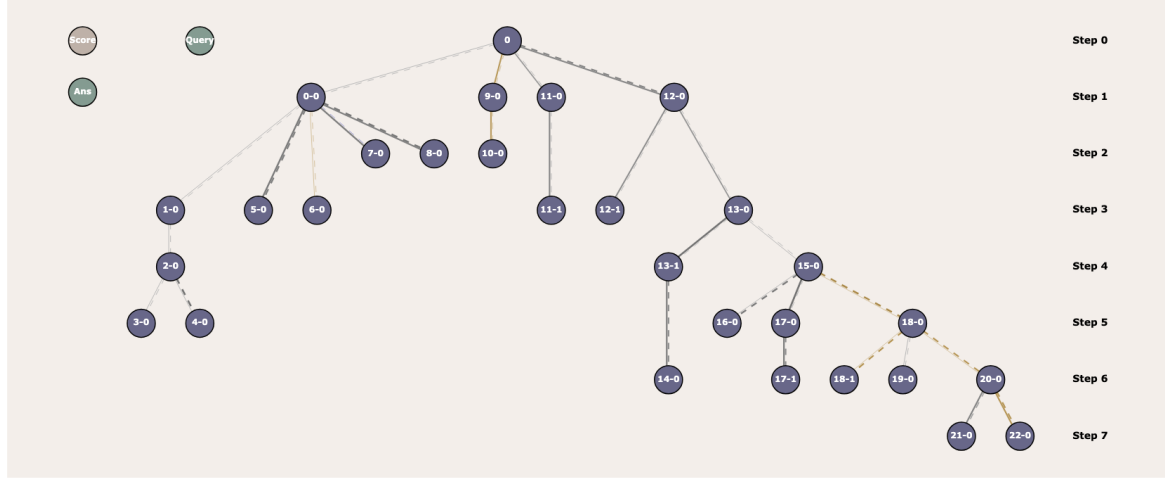 Score Query 0 Step 0
Ans 0-0 9-0 11-0 12-0 Step 1
7-0 8-0 10-0 Step 2
1-0 5-0 6-0 11-1 12-1 13-0 Step 3
2-0 13-1 15-0 Step 4
3-0 4-0 16-0 17-0 18-0 Step 5
14-0 17-1 18-1 19-0 20-0 Step 6
21-0 22-0 Step 7